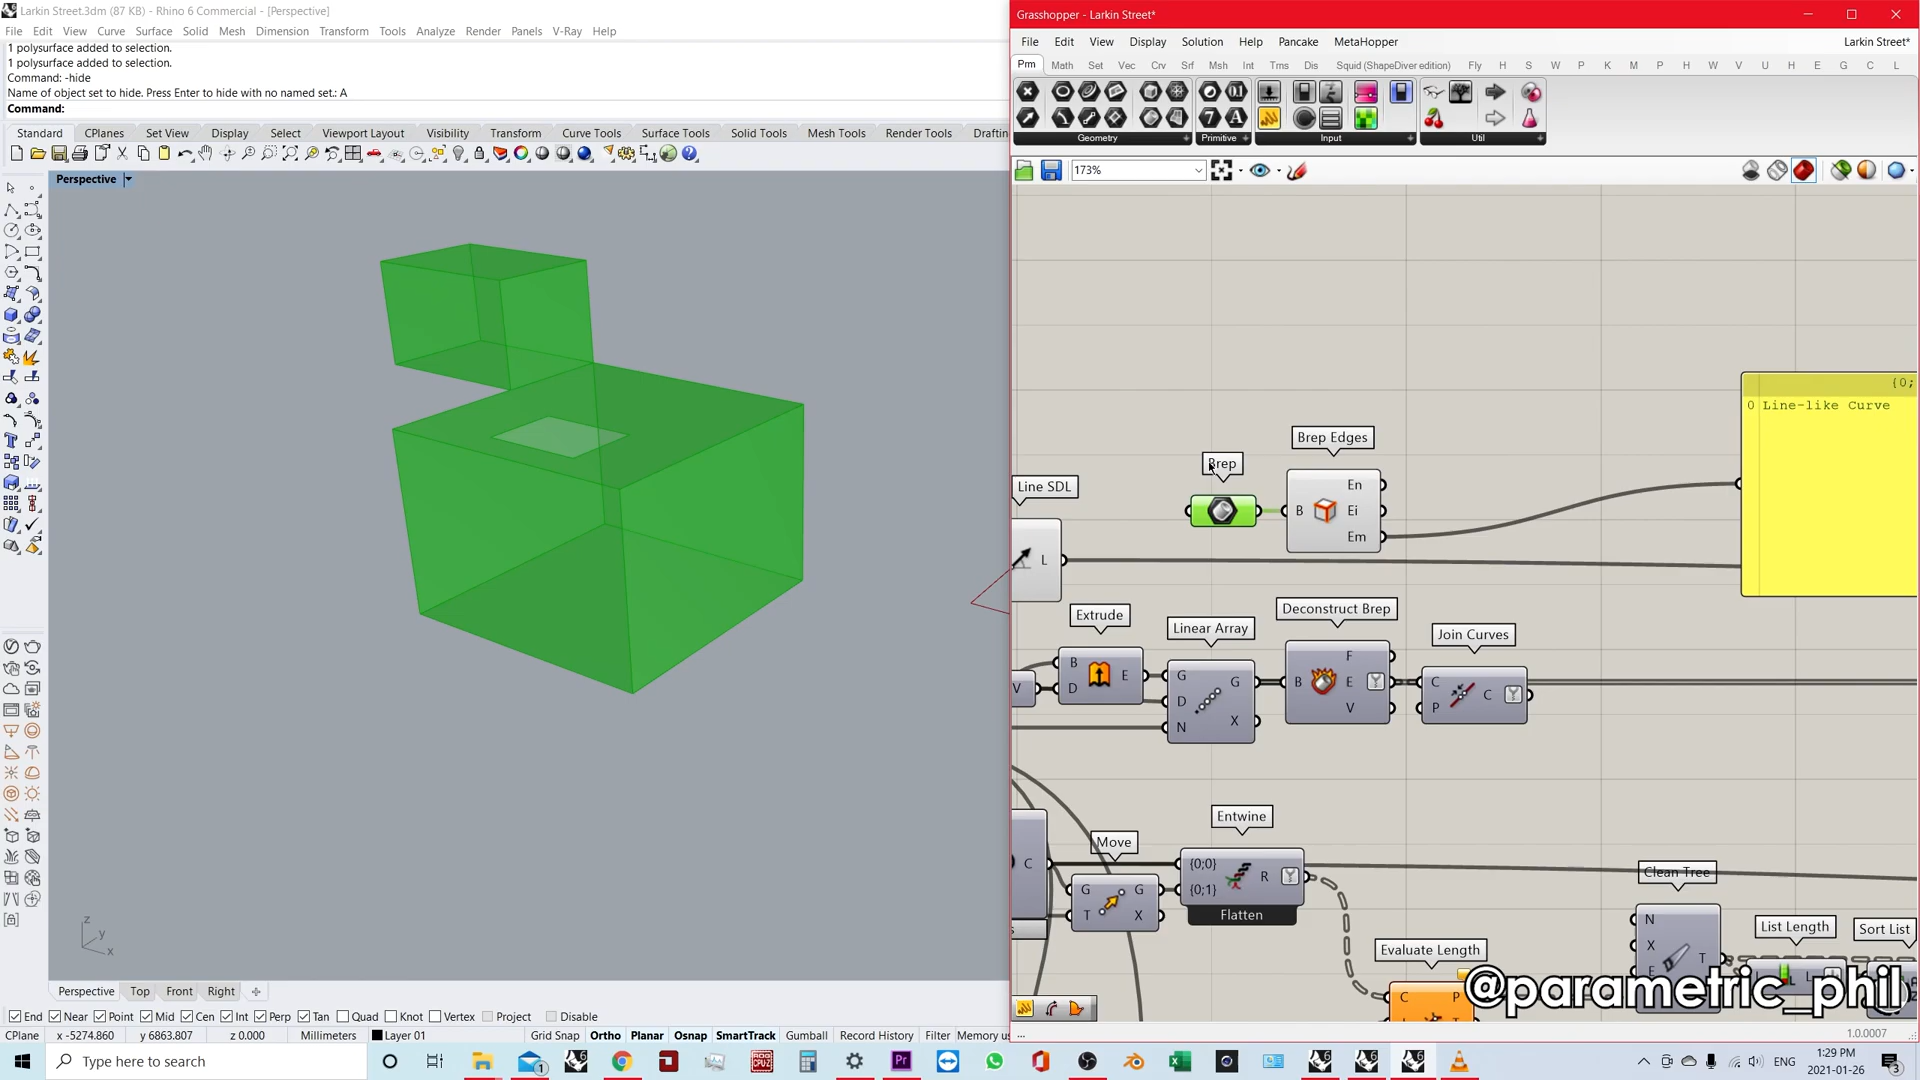 Larkin Street.3dm (87 KB) - Rhino 6 Commercial - [Perspective]
File Edit View Curve Surface Solid Mesh Dimension Transform Tools Analyze Render Panels V-Ray Help
1 polysurface added to selection.
1 polysurface added to selection.
Command: -hide
Name of object set to hide. Press Enter to hide with no named set.: A
Command:
Standard CPlanes Set View Display Select Viewport Layout Visibility Transform Curve Tools Surface Tools Solid Tools Mesh Tools Render Tools Draftin
Perspective
z
y
x
Perspective Top Front Right
End Near Point Mid Cen Int Perp Tan Quad Knot Vertex Project Disable
CPlane x -5274.860 y 6863.807 z 0.000 Millimeters Layer 01 Grid Snap Ortho Planar Osnap SmartTrack Gumball Record History Filter Memory us
Grasshopper - Larkin Street*
File Edit View Display Solution Help Pancake MetaHopper Larkin Street*
Prm Math Set Vec Crv Srf Msh Int Trns Dis Squid (ShapeDiver edition) Fly H S W P K M P H W V U H E G C L
Geometry Primitive Input Util
173%
{0;
0 Line-like Curve
Brep Edges
Brep
Line SDL
En
B Ei
Em
L
Extrude
Linear Array
Deconstruct Brep
Join Curves
V
B E
D
G G
D
N X
F
B E
V
C C
P
Entwine
Move
C
G G
T X
{0;0}
{0;1}
R
Flatten
s
Clean Tree
N
X
E
T
List Length
Sort List
Evaluate Length
C P
@parametric_phil
1.0.0007
Type here to search
ENG
1:29 PM
2021-01-26